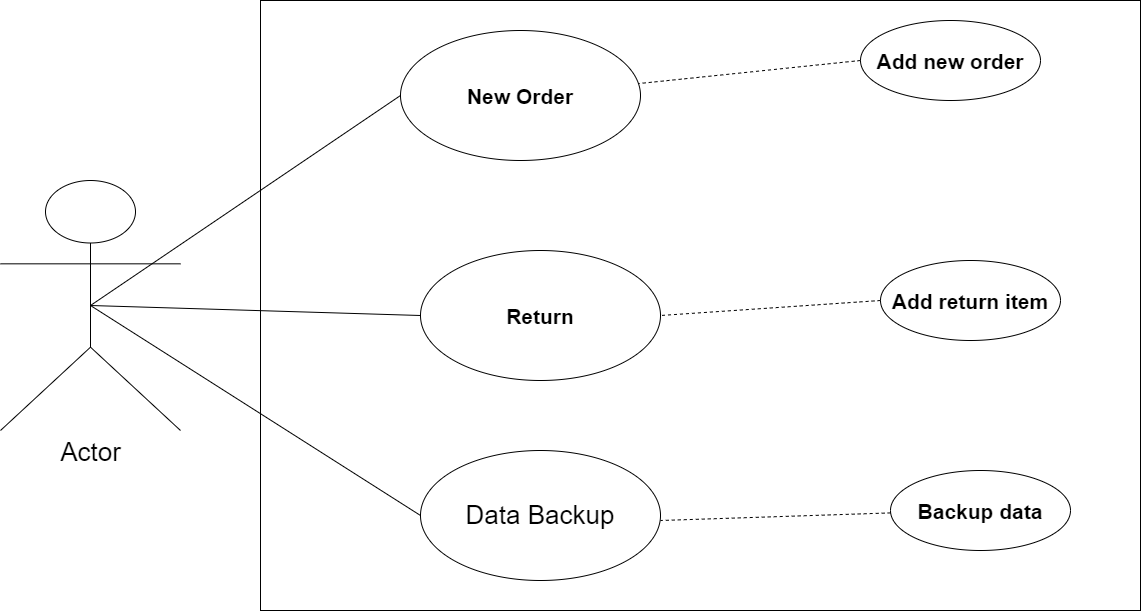 New Order
Add new order
Return
Add return item
Actor
Data Backup
Backup data